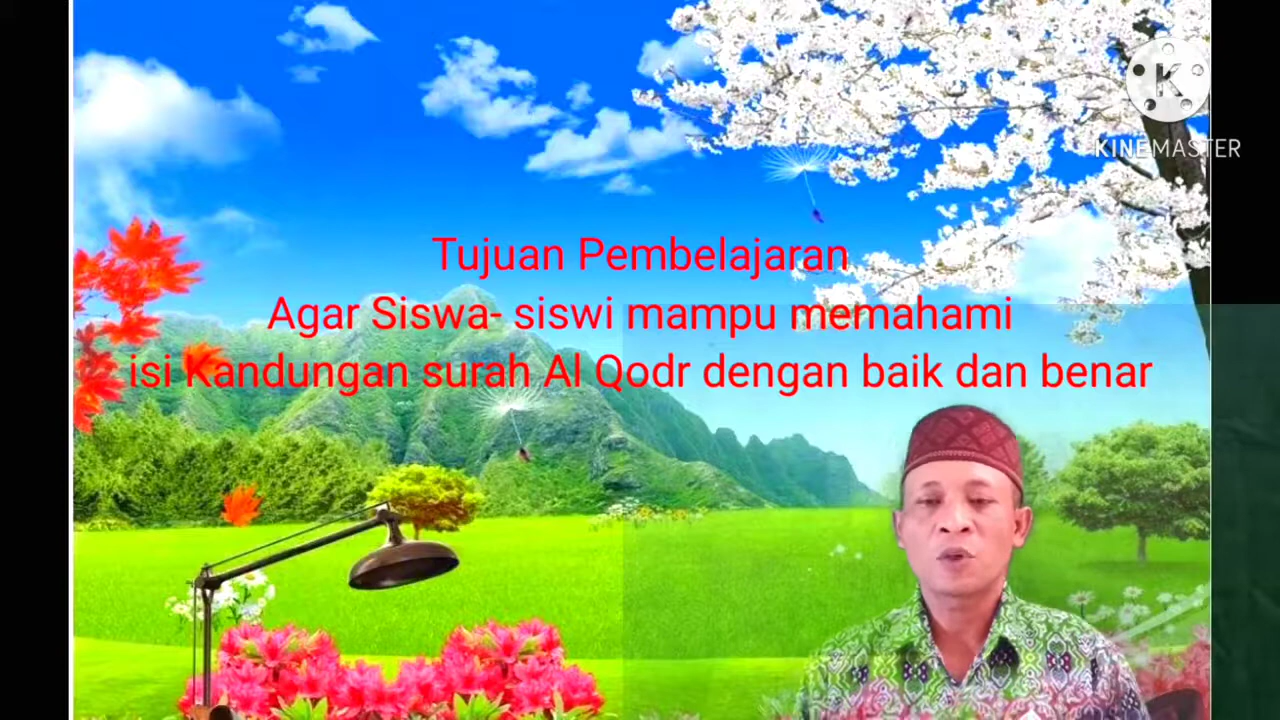 KINEMASTER
Tujuan Pembelajaran
Agar Siswa- siswi mampu memahami
isi Kandungan surah Al Qodr dengan baik dan benar